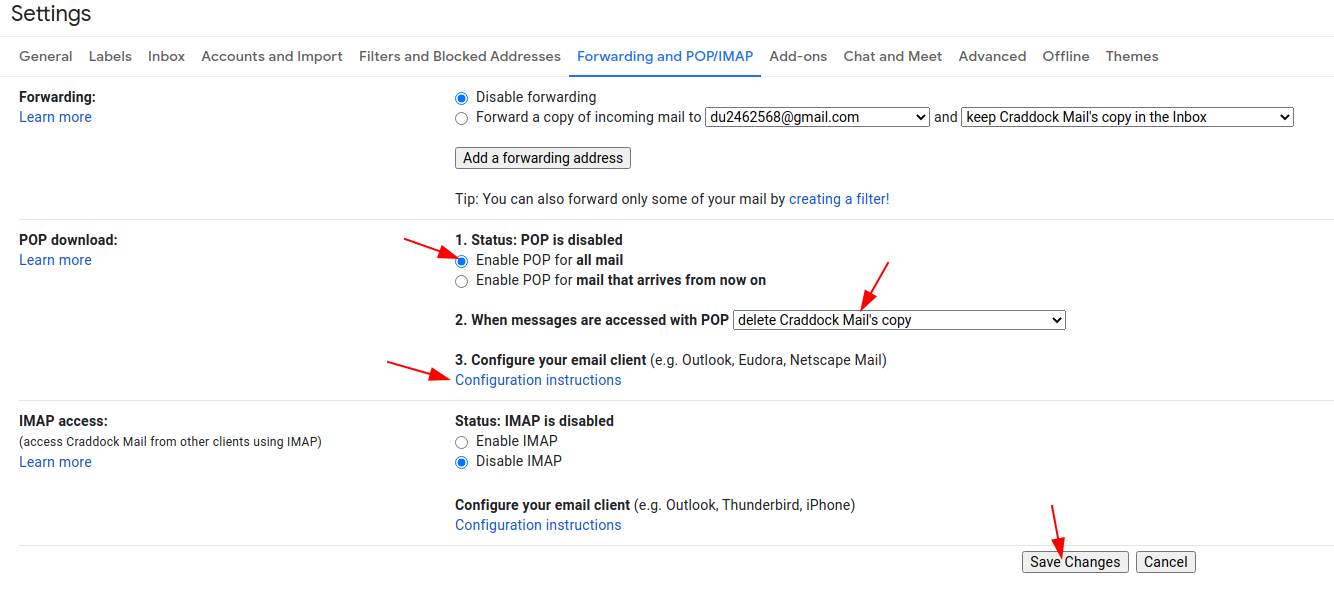 Settings
General Labels Inbox Accounts and Import Filters and Blocked Addresses Forwarding and POP/IMAP Add-ons Chat and Meet Advanced Offline Themes
Forwarding:
Learn more
Disable forwarding
Forward a copy of incoming mail to du2462568@gmail.com and keep Craddock Mail's copy in the Inbox
Add a forwarding address
Tip: You can also forward only some of your mail by creating a filter!
POP download:
Learn more
1. Status: POP is disabled
Enable POP for all mail
Enable POP for mail that arrives from now on
2. When messages are accessed with POP delete Craddock Mail's copy
3. Configure your email client (e.g. Outlook, Eudora, Netscape Mail)
Configuration instructions
IMAP access:
(access Craddock Mail from other clients using IMAP)
Learn more
Status: IMAP is disabled
Enable IMAP
Disable IMAP
Configure your email client (e.g. Outlook, Thunderbird, iPhone)
Configuration instructions
Save Changes Cancel